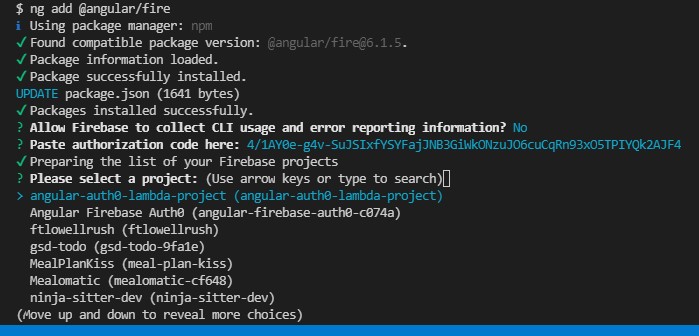 $ ng add @angular/fire
i Using package manager: npm
✓ Found compatible package version: @angular/fire@6.1.5.
✓ Package information loaded.
✓ Package successfully installed.
UPDATE package.json (1641 bytes)
✓ Packages installed successfully.
? Allow Firebase to collect CLI usage and error reporting information? No
? Paste authorization code here: 4/1AY0e-g4v-SuJSIxfYSYFajJNB3GiWkONzuJO6cuCqRn93xO5TPIYQk2AJF4
✓ Preparing the list of your Firebase projects
? Please select a project: (Use arrow keys or type to search)
> angular-auth0-lambda-project (angular-auth0-lambda-project)
Angular Firebase Auth0 (angular-firebase-auth0-c074a)
ftlowellrush (ftlowellrush)
gsd-todo (gsd-todo-9fa1e)
MealPlanKiss (meal-plan-kiss)
Mealomatic (mealomatic-cf648)
ninja-sitter-dev (ninja-sitter-dev)
(Move up and down to reveal more choices)